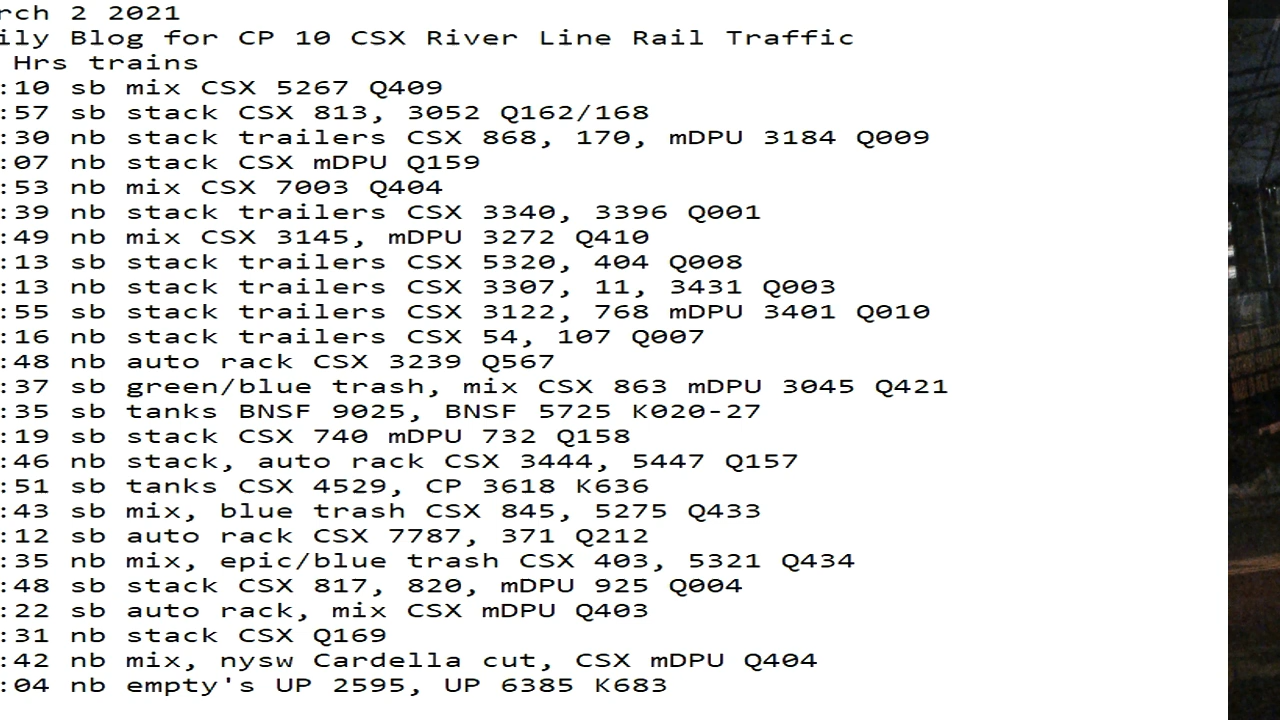 rch 2 2021
ily Blog for CP 10 CSX River Line Rail Traffic
Hrs trains
:10 sb mix CSX 5267 Q409
:57 sb stack CSX 813, 3052 Q162/168
:30 nb stack trailers CSX 868, 170, mDPU 3184 Q009
:07 nb stack CSX mDPU Q159
:53 nb mix CSX 7003 Q404
:39 nb stack trailers CSX 3340, 3396 Q001
:49 nb mix CSX 3145, mDPU 3272 Q410
:13 sb stack trailers CSX 5320, 404 Q008
:13 nb stack trailers CSX 3307, 11, 3431 Q003
:55 nb stack trailers CSX 3122, 768 mDPU 3401 Q010
:16 nb stack trailers CSX 54, 107 Q007
:48 nb auto rack CSX 3239 Q567
:37 sb green/blue trash, mix CSX 863 mDPU 3045 Q421
:35 sb tanks BNSF 9025, BNSF 5725 K020-27
:19 sb stack CSX 740 mDPU 732 Q158
:46 nb stack, auto rack CSX 3444, 5447 Q157
:51 sb tanks CSX 4529, CP 3618 K636
:43 sb mix, blue trash CSX 845, 5275 Q433
:12 sb auto rack CSX 7787, 371 Q212
:35 nb mix, epic/blue trash CSX 403, 5321 Q434
:48 sb stack CSX 817, 820, mDPU 925 Q004
:22 sb auto rack, mix CSX mDPU Q403
:31 nb stack CSX Q169
:42 nb mix, nysw Cardella cut, CSX mDPU Q404
:04 nb empty's UP 2595, UP 6385 K683